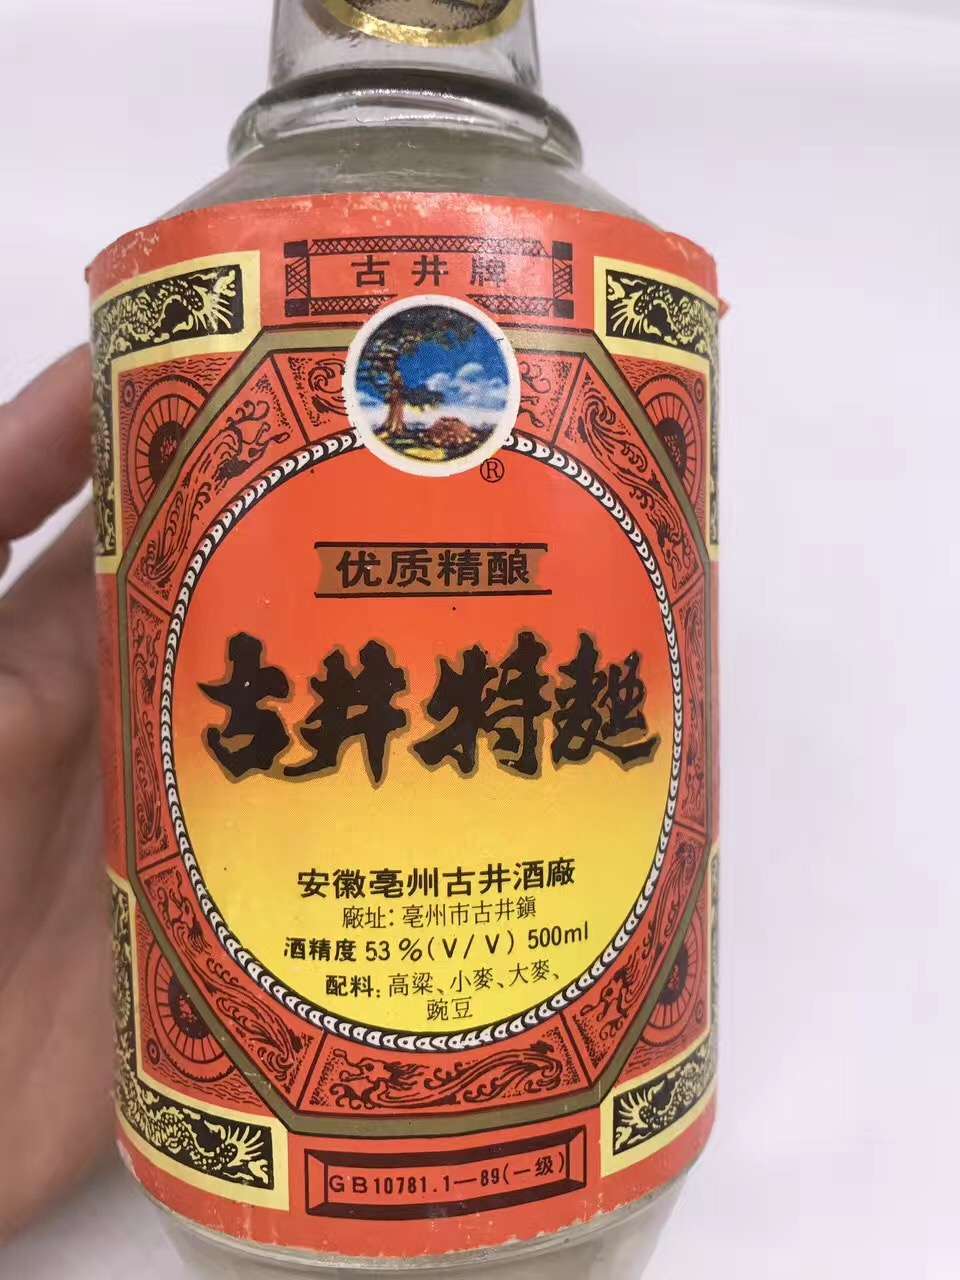 古井牌
®
优质精酿
古井特麯
安徽亳州古井酒廠
廠址：亳州市古井鎮
酒精度 53％(V/V) 500ml
配料：高粱、小麥、大麥、
豌豆
GB10781.1—89(一级)